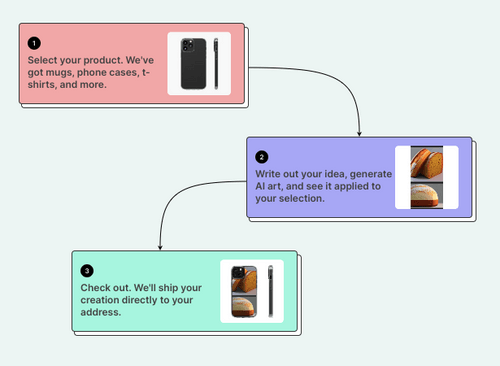 1
Select your product. We've
got mugs, phone cases, t-
shirts, and more.
2
Write out your idea, generate
AI art, and see it applied to
your selection.
3
Check out. We'll ship your
creation directly to your
address.